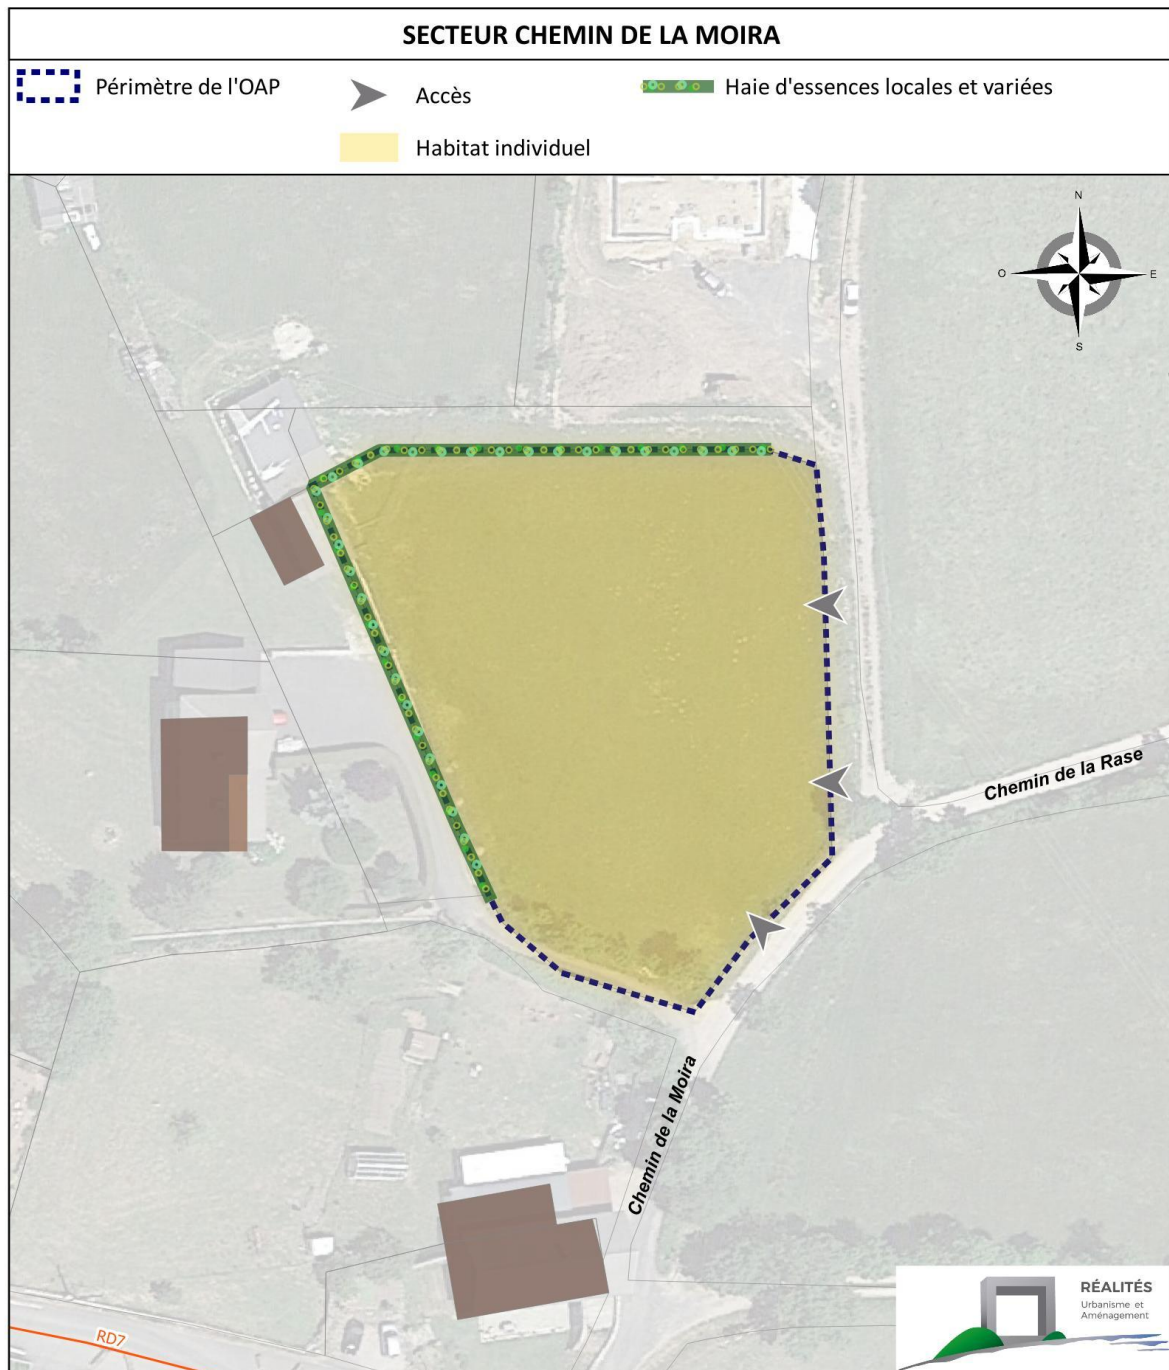 SECTEUR CHEMIN DE LA MOIRA
Périmètre de l'OAP
Accès
Haie d'essences locales et variées
Habitat individuel
N
O
E
S
Chemin de la Rase
Chemin de la Moira
RD7
RÉALITÉS
Urbanisme et
Aménagement